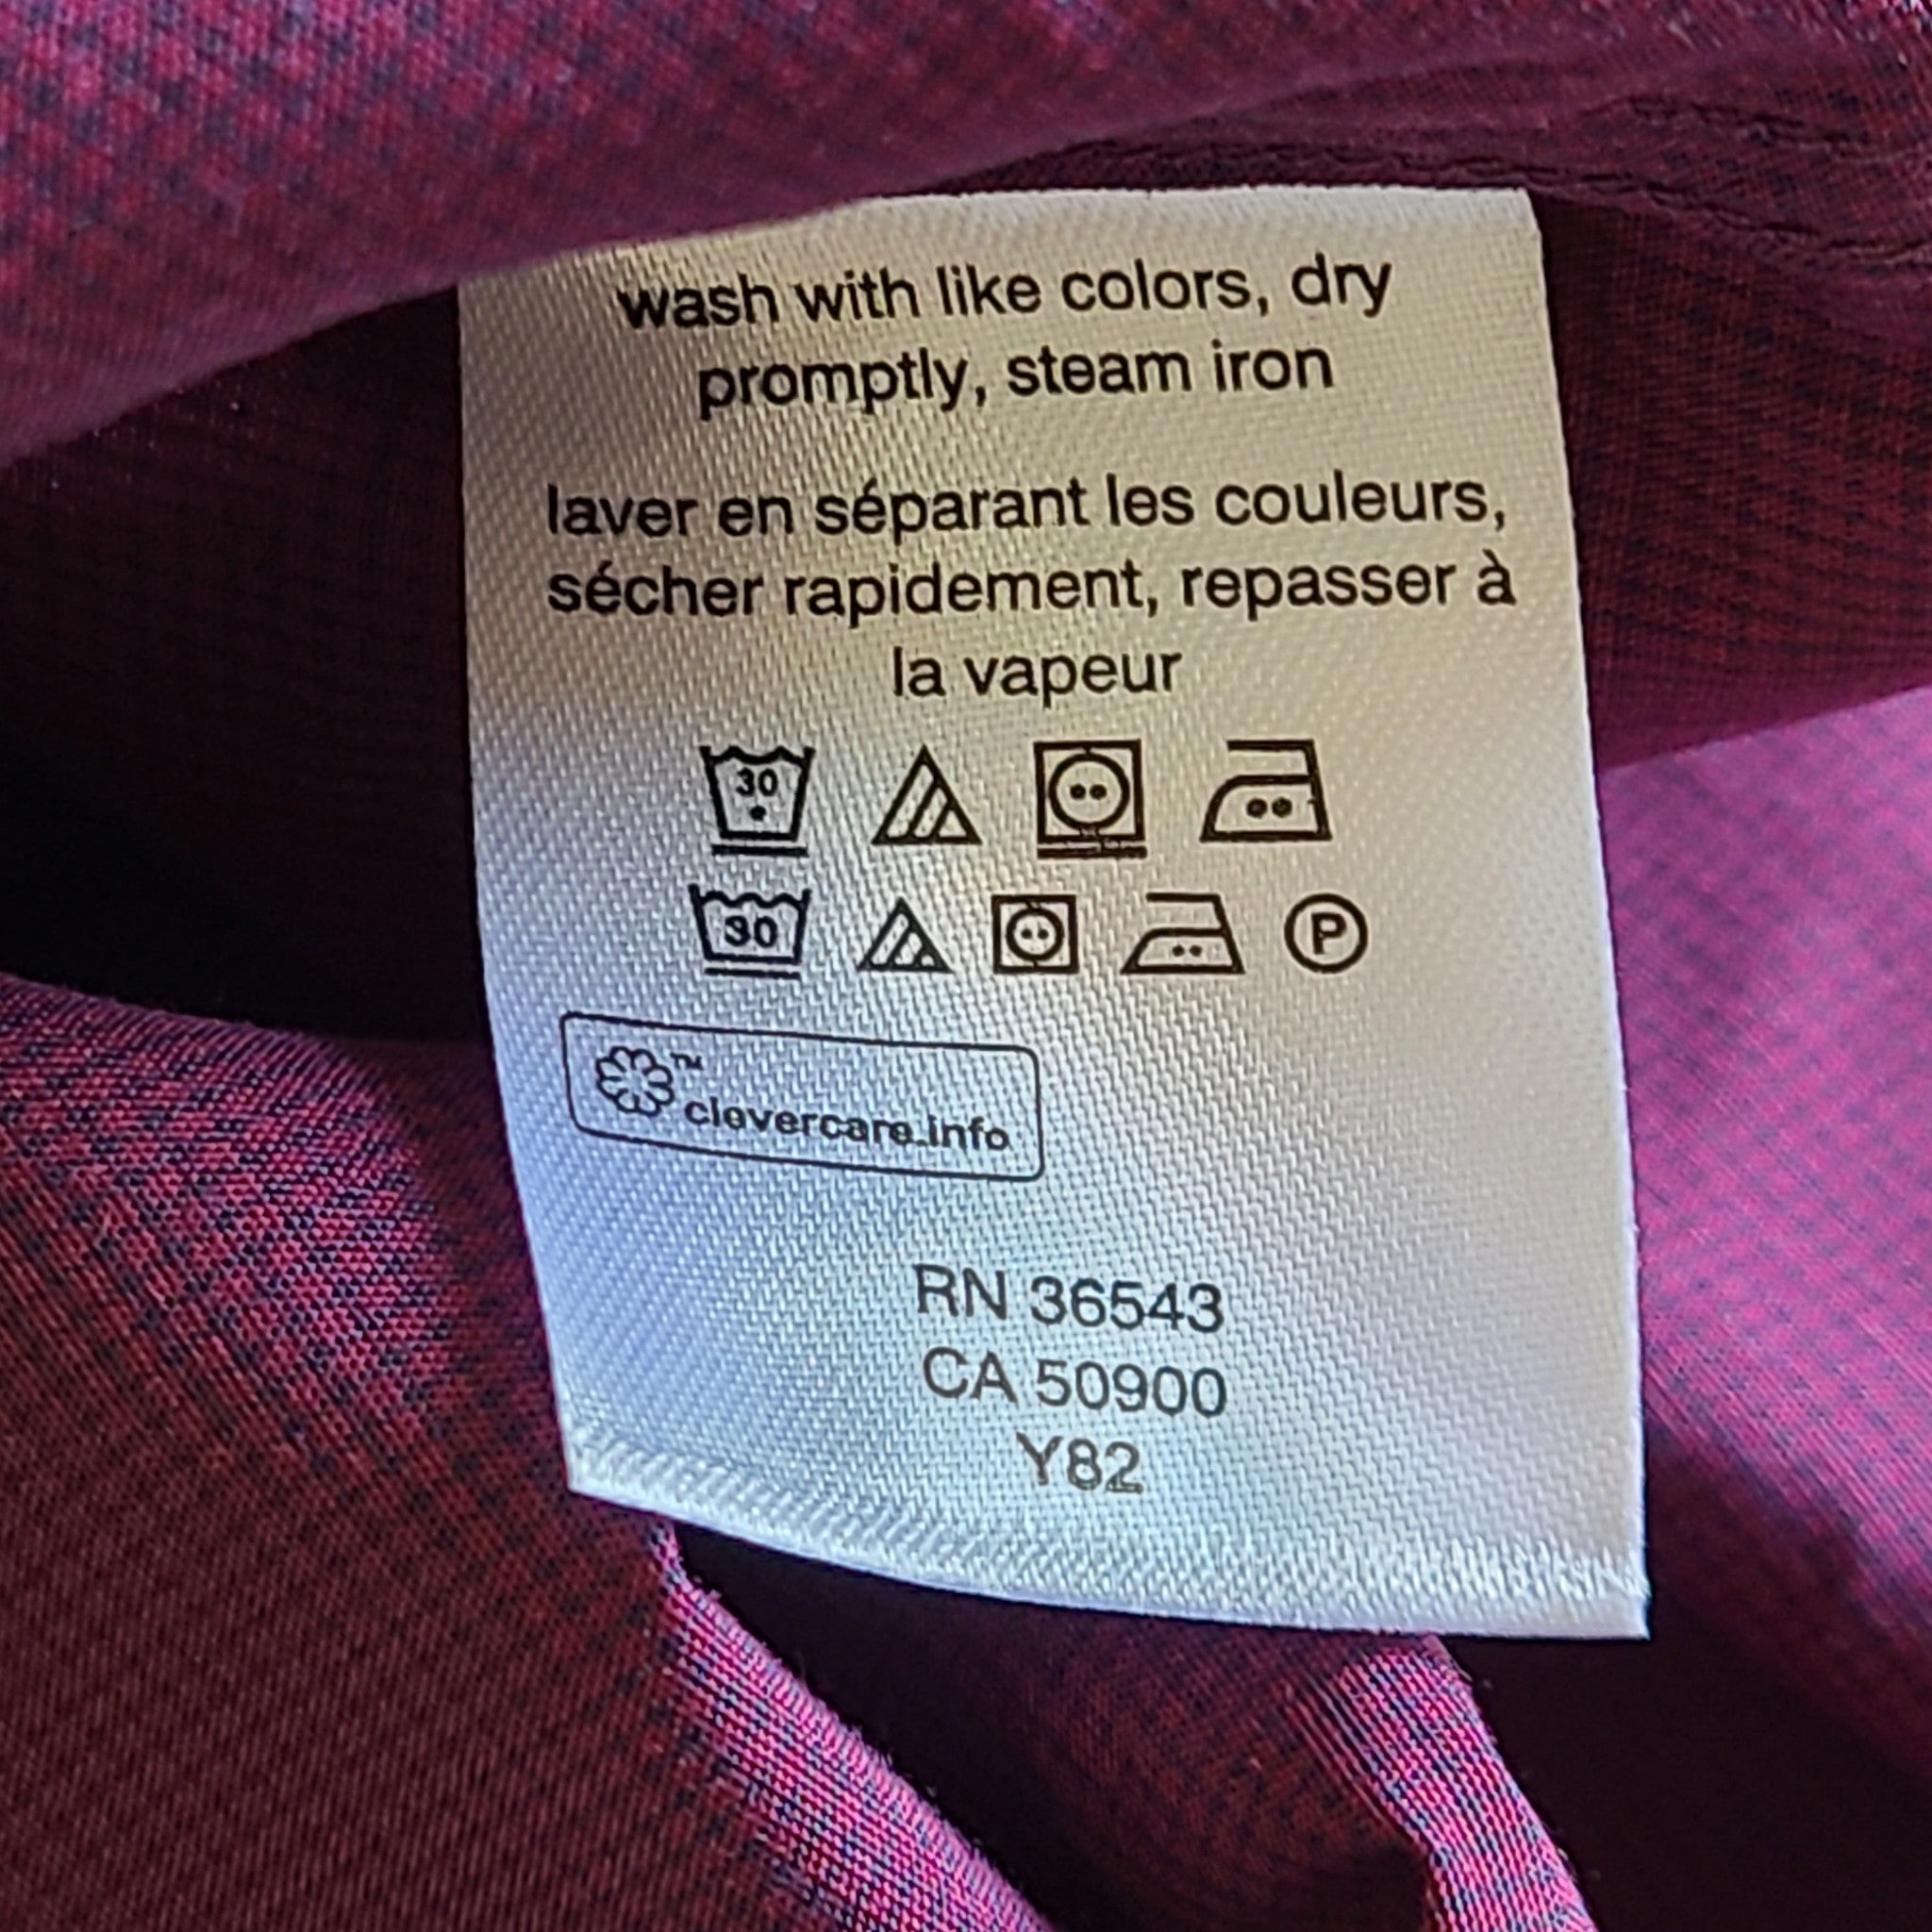 wash with like colors, dry
promptly, steam iron
laver en séparant les couleurs,
sécher rapidement, repasser à
la vapeur
30
30 P
™
clevercare.info
RN 36543
CA 50900
Y82